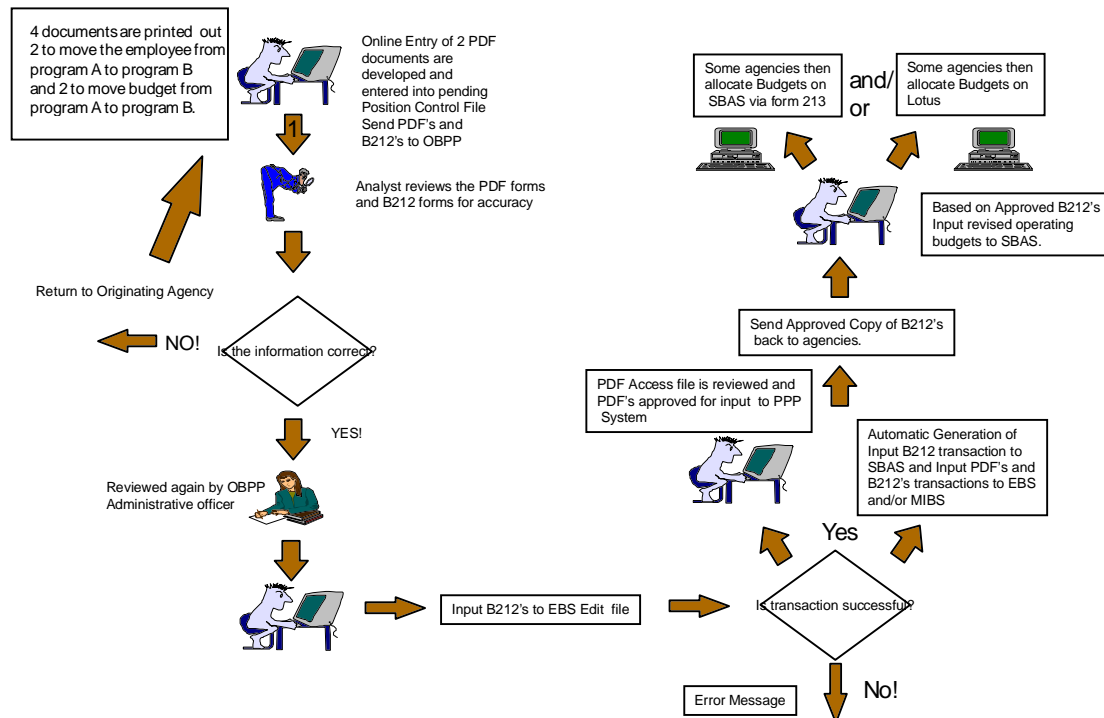 4 documents are printed out
2 to move the employee from
program A to program B
and 2 to move budget from
program A to program B.
Online Entry of 2 PDF
documents are
developed and
entered into pending
Position Control File
Send PDF's and
B212's to OBPP
1
Analyst reviews the PDF forms
and B212 forms for accuracy
Return to Originating Agency
NO!
Is the information correct?
YES!
Reviewed again by OBPP
Administrative officer
Input B212's to EBS Edit file
Is transaction successful?
No!
Error Message
Yes
PDF Access file is reviewed and
PDF's approved for input to PPP
System
Automatic Generation of
Input B212 transaction to
SBAS and Input PDF's and
B212's transactions to EBS
and/or MIBS
Send Approved Copy of B212's
back to agencies.
Based on Approved B212's
Input revised operating
budgets to SBAS.
Some agencies then
allocate Budgets on
SBAS via form 213
and/
or
Some agencies then
allocate Budgets on
Lotus